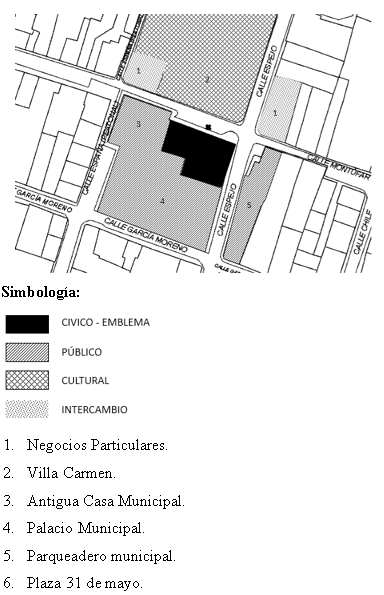 1
2
CALLE ESPEJO
1
CALLE ESPAÑA (PEATONAL)
3
CALLE MONTUFAR
GARCÍA MORENO
4
CALLE ESPEJO
5
CALLE GARCÍA MORENO
CALLE CHILE
Simbología:
CIVICO - EMBLEMA
PÚBLICO
CULTURAL
INTERCAMBIO
1. Negocios Particulares.
2. Villa Carmen.
3. Antigua Casa Municipal.
4. Palacio Municipal.
5. Parqueadero municipal.
6. Plaza 31 de mayo.